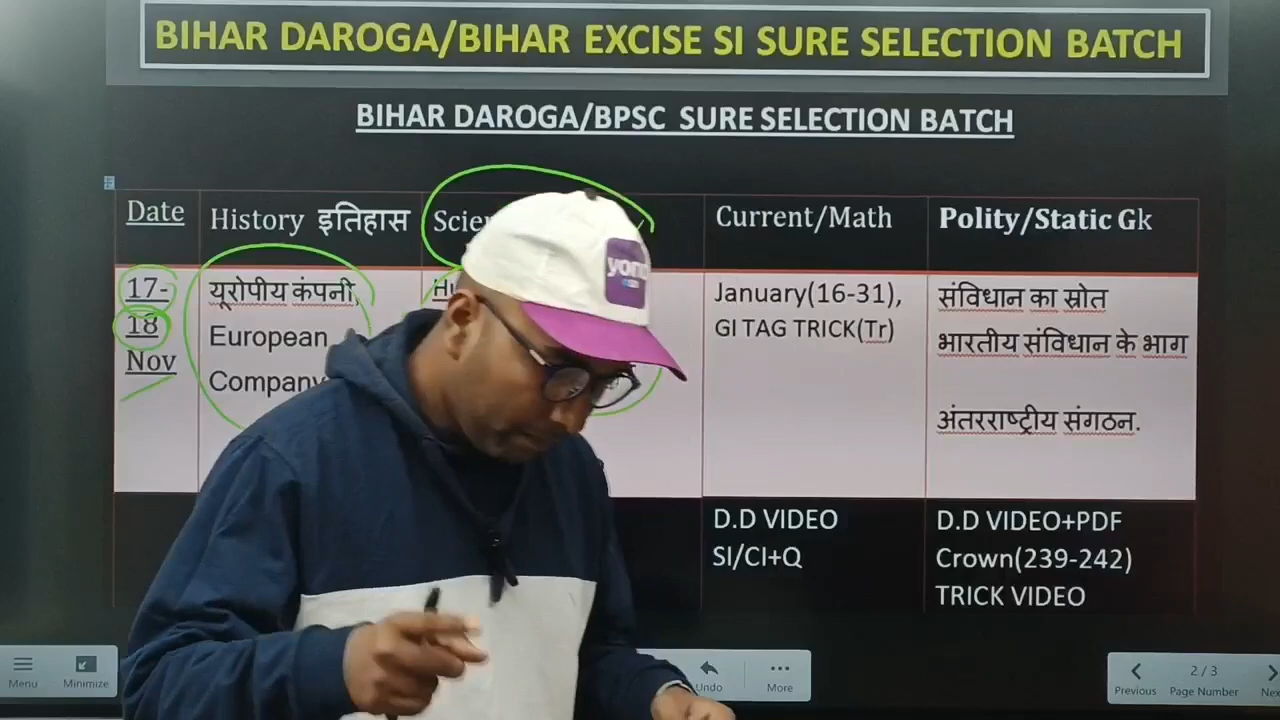 BIHAR DAROGA/BIHAR EXCISE SI SURE SELECTION BATCH
BIHAR DAROGA/BPSC SURE SELECTION BATCH
Date
History इतिहास
Current/Math
Polity/Static Gk
17-
18
Nov
यूरोपीय कंपनी,
European
Company
January(16-31),
GI TAG TRICK(Tr)
संविधान का स्रोत
भारतीय संविधान के भाग
अंतरराष्ट्रीय संगठन.
D.D VIDEO
SI/CI+Q
D.D VIDEO+PDF
Crown(239-242)
TRICK VIDEO
Menu
Minimize
Undo
More
Previous
2/3
Page Number